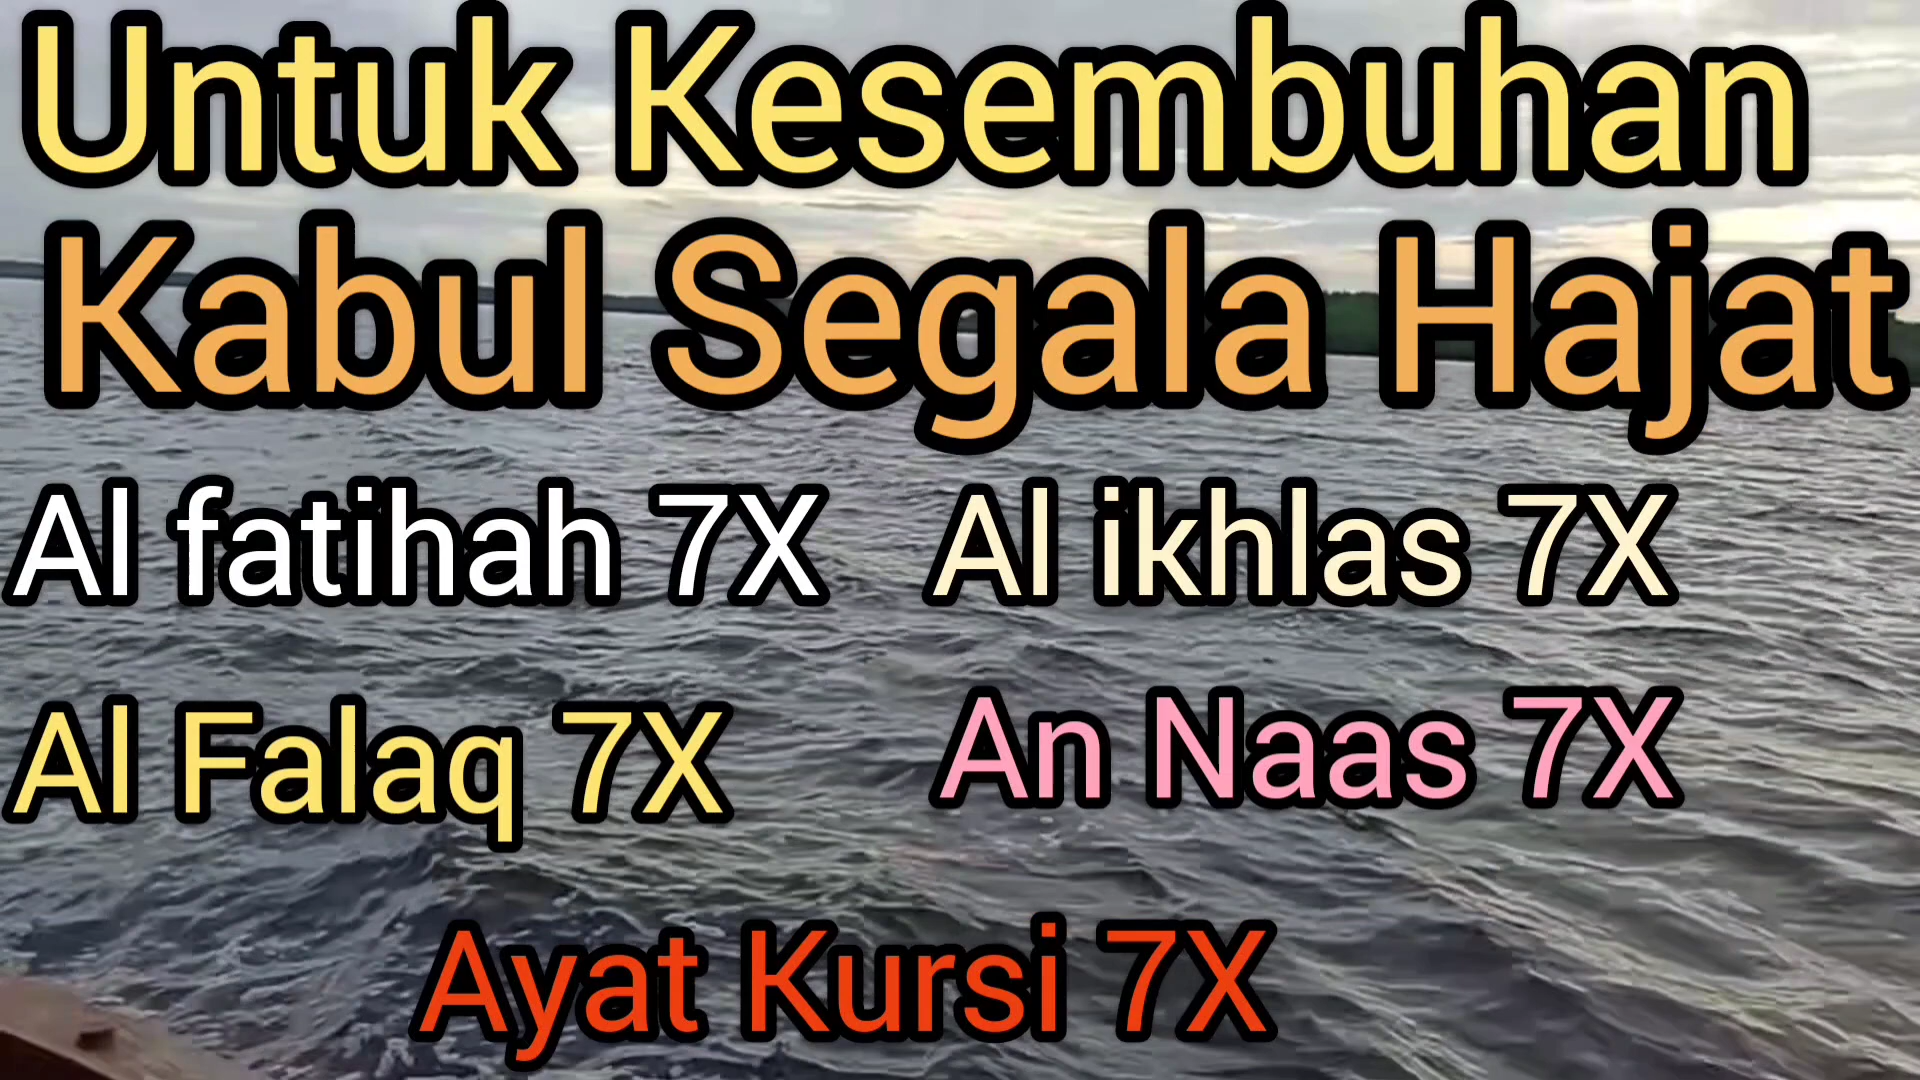 Untuk Kesembuhan
Kabul Segala Hajat
Al fatihah 7X
Al ikhlas 7X
Al Falaq 7X
An Naas 7X
Ayat Kursi 7X